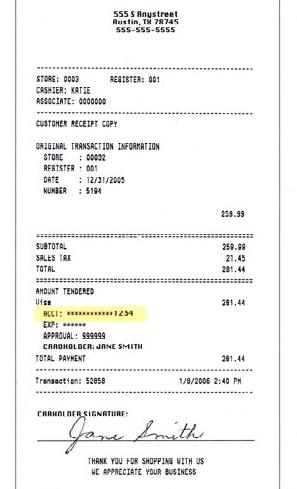 555 S Anystreet
Austin, TX 78745
555-555-5555
STORE: 0003 REGISTER: 001
CASHIER: KATIE
ASSOCIATE: 0000000
CUSTOMER RECEIPT COPY
ORIGINAL TRANSACTION INFORMATION
STORE : 00032
REGISTER : 001
DATE : 12/31/2005
NUMBER : 5194
259.99
SUBTOTAL 259.99
SALES TAX 21.45
TOTAL 281.44
AMOUNT TENDERED
Visa 281.44
ACCT: ************1234
EXP: ******
APPROVAL: 999999
CARDHOLDER: JANE SMITH
TOTAL PAYMENT 281.44
Transaction: 52858 1/8/2006 2:40 PM
CARHOLDER SIGNATURE:
Jane Smith
THANK YOU FOR SHOPPING WITH US
WE APPRECIATE YOUR BUSINESS